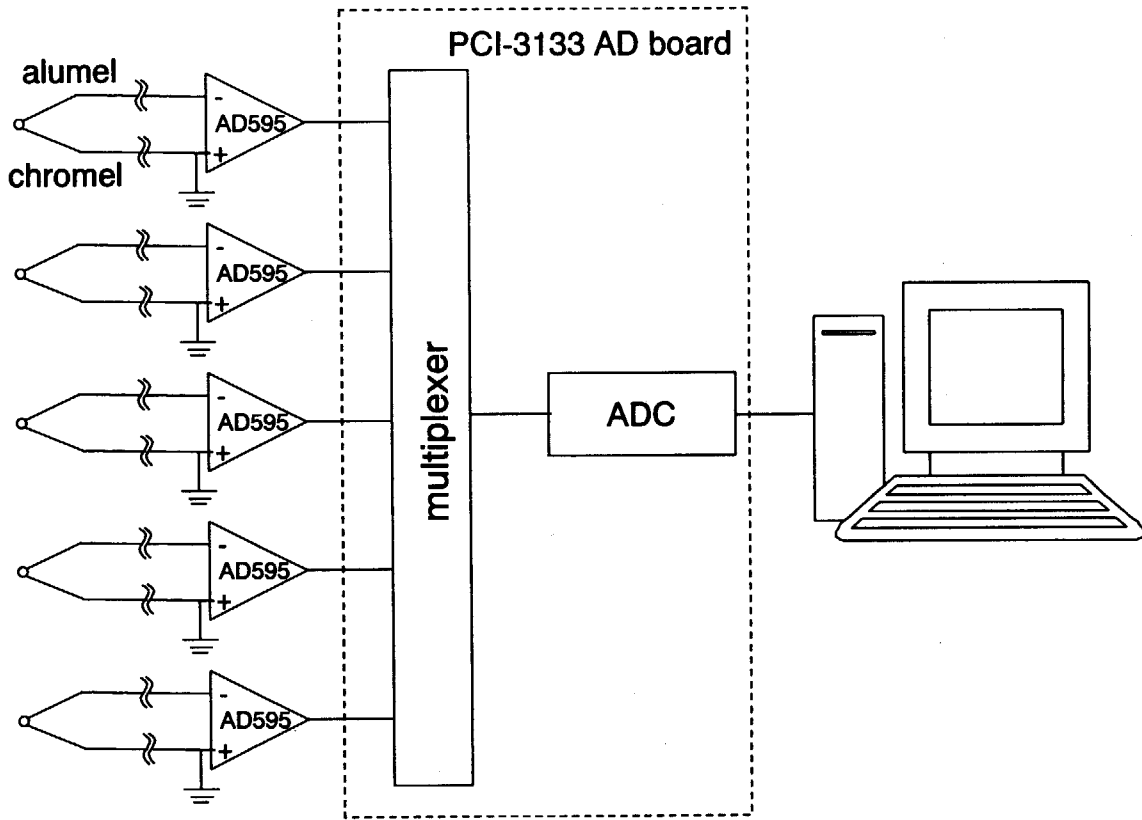 PCI-3133 AD board
alumel
-
AD595
+
chromel
-
AD595
+
multiplexer
ADC
-
AD595
+
-
AD595
+
-
AD595
+